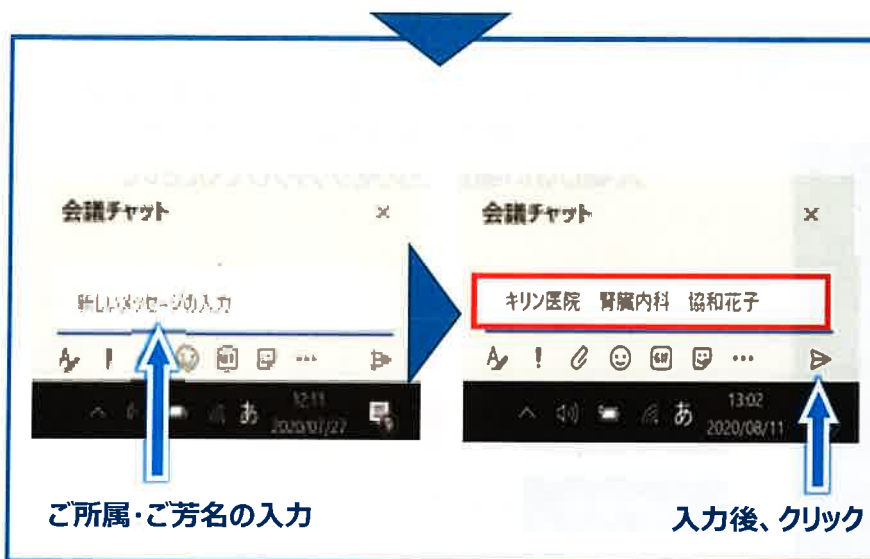 会議チャット
新しいメッセージの入力
あ
12:11
2020/07/27
ご所属・ご芳名の入力
会議チャット
キリン医院 腎臓内科 協和花子
GIF
あ
13:02
2020/08/11
入力後、クリック